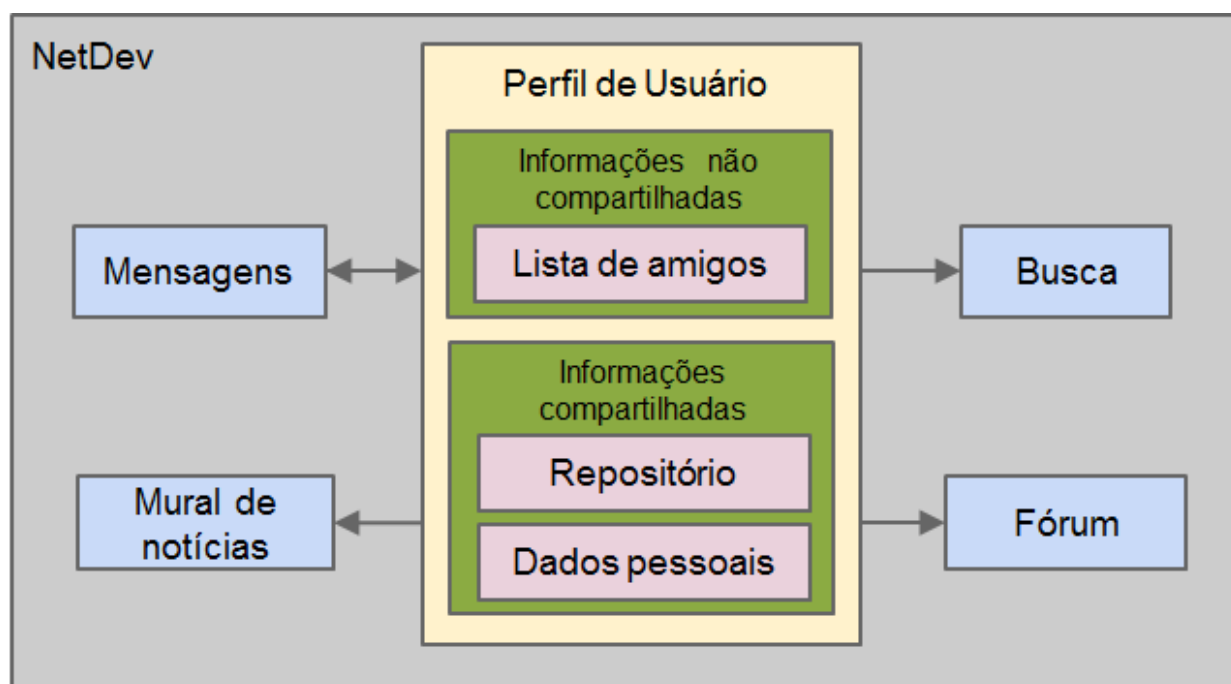 NetDev
Perfil de Usuário
Informações não
compartilhadas
Lista de amigos
Mensagens
Busca
Informações
compartilhadas
Repositório
Dados pessoais
Mural de
notícias
Fórum